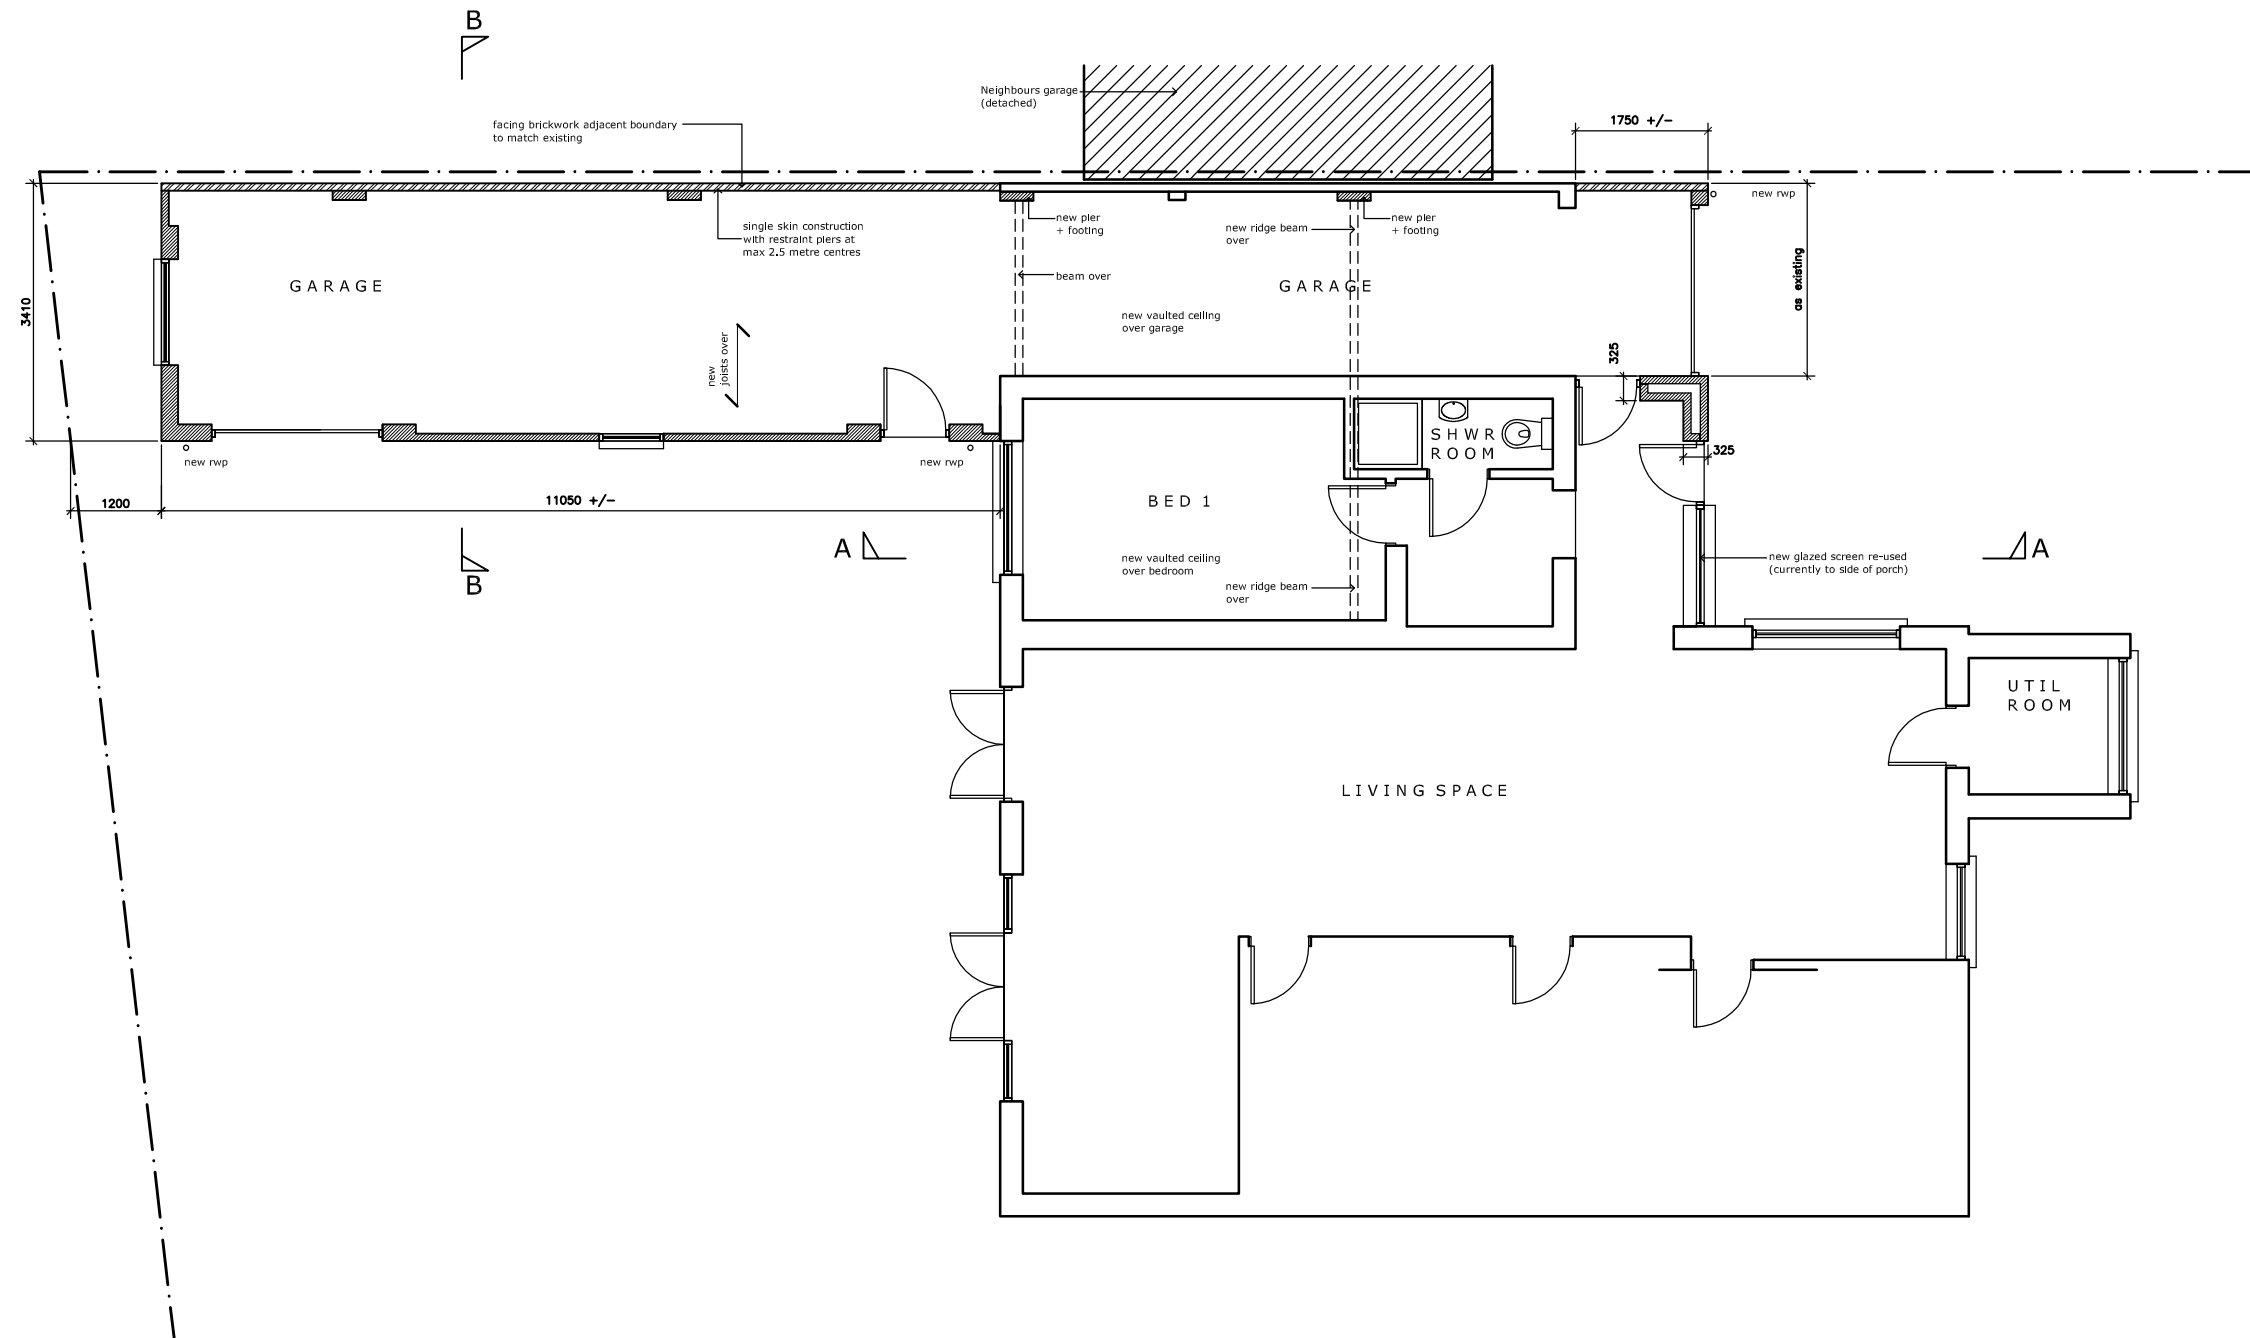 B
Neighbours garage
(detached)
1750 +/-
facing brickwork adjacent boundary
to match existing
new rwp
new pier
+ footing
new ridge beam
over
new pier
+ footing
single skin construction
with restraint piers at
max 2.5 metre centres
beam over
GARAGE
GARAGE
as existing
3410
new vaulted ceiling
over garage
new
joists over
325
SHWR
ROOM
325
new rwp
new rwp
1200
11050 +/-
BED 1
A
A
new vaulted ceiling
over bedroom
new glazed screen re-used
(currently to side of porch)
B
new ridge beam
over
UTIL
ROOM
LIVING SPACE